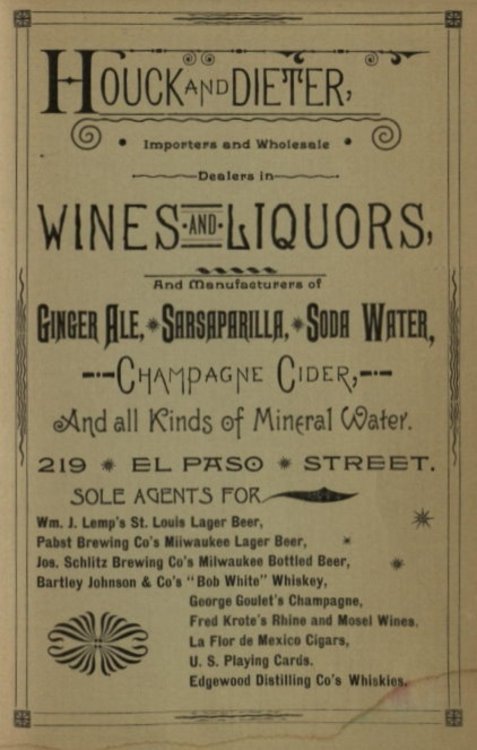 HOUCK AND DIETER,
Importers and Wholesale
Dealers in
WINES AND LIQUORS,
And Manufacturers of
GINGER ALE, * SARSAPARILLA, * SODA WATER,
CHAMPAGNE CIDER,
And all Kinds of Mineral Water.
219 * EL PASO * STREET.
SOLE AGENTS FOR
Wm. J. Lemp's St. Louis Lager Beer,
Pabst Brewing Co's Miiwaukee Lager Beer,
Jos. Schlitz Brewing Co's Milwaukee Bottled Beer,
Bartley Johnson & Co's "Bob White" Whiskey,
George Goulet's Champagne,
Fred Krote's Rhine and Mosel Wines.
La Flor de Mexico Cigars,
U. S. Playing Cards.
Edgewood Distilling Co's Whiskies.